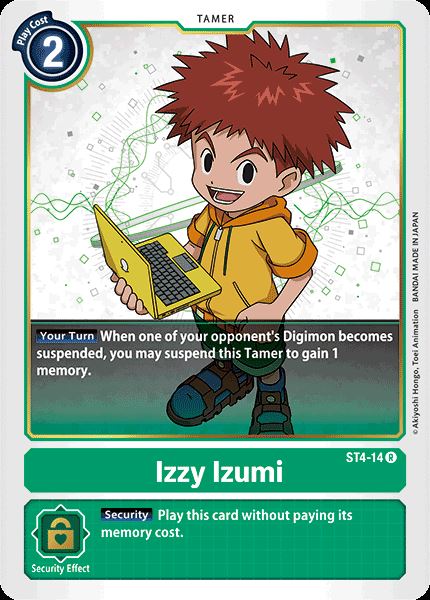 TAMER
Play Cost
2
Your Turn When one of your opponent's Digimon becomes
suspended, you may suspend this Tamer to gain 1
memory.
© Akiyoshi Hongo, Toei Animation BANDAI MADE IN JAPAN
ST4-14 R
Izzy Izumi
Security Play this card without paying its
memory cost.
Security Effect